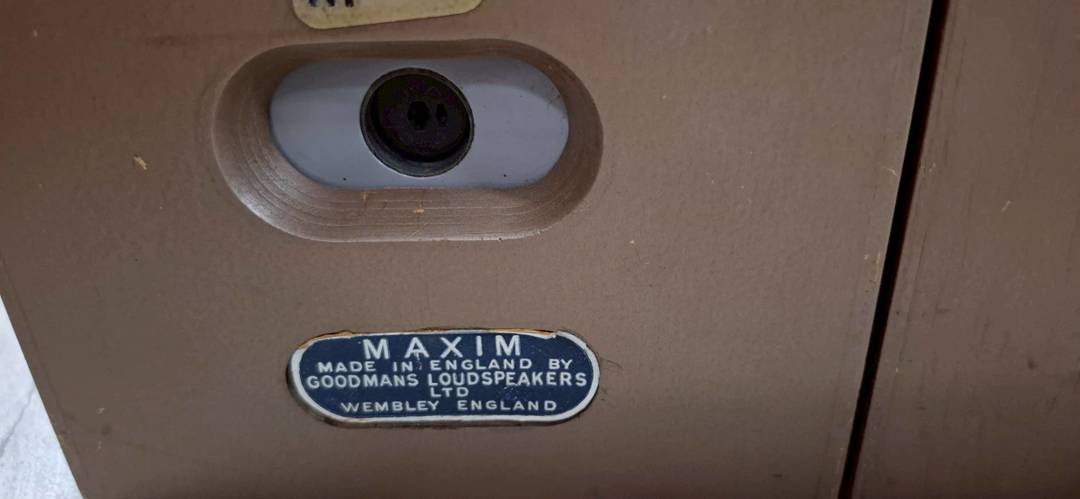 MAXIM
MADE IN ENGLAND BY
GOODMANS LOUDSPEAKERS
LTD
WEMBLEY ENGLAND